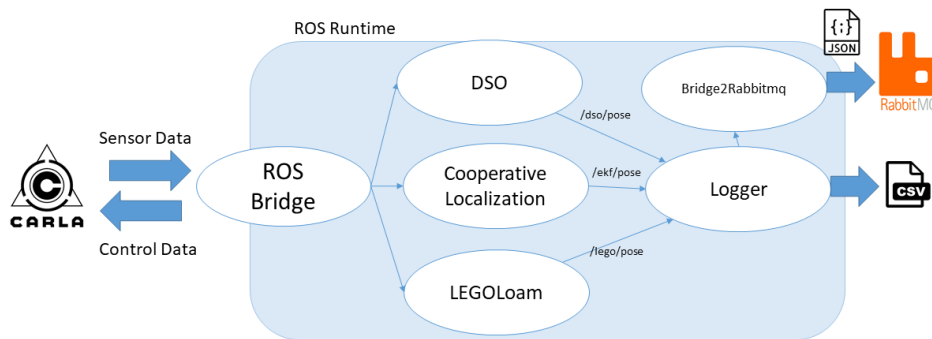 ROS Runtime
{;}
JSON
RabbitMQ
DSO
Bridge2Rabbitmq
/dso/pose
Sensor Data
ROS
Bridge
Cooperative
Localization
/ekf/pose
Logger
CSV
C
CARLA
Control Data
/lego/pose
LEGOLoam